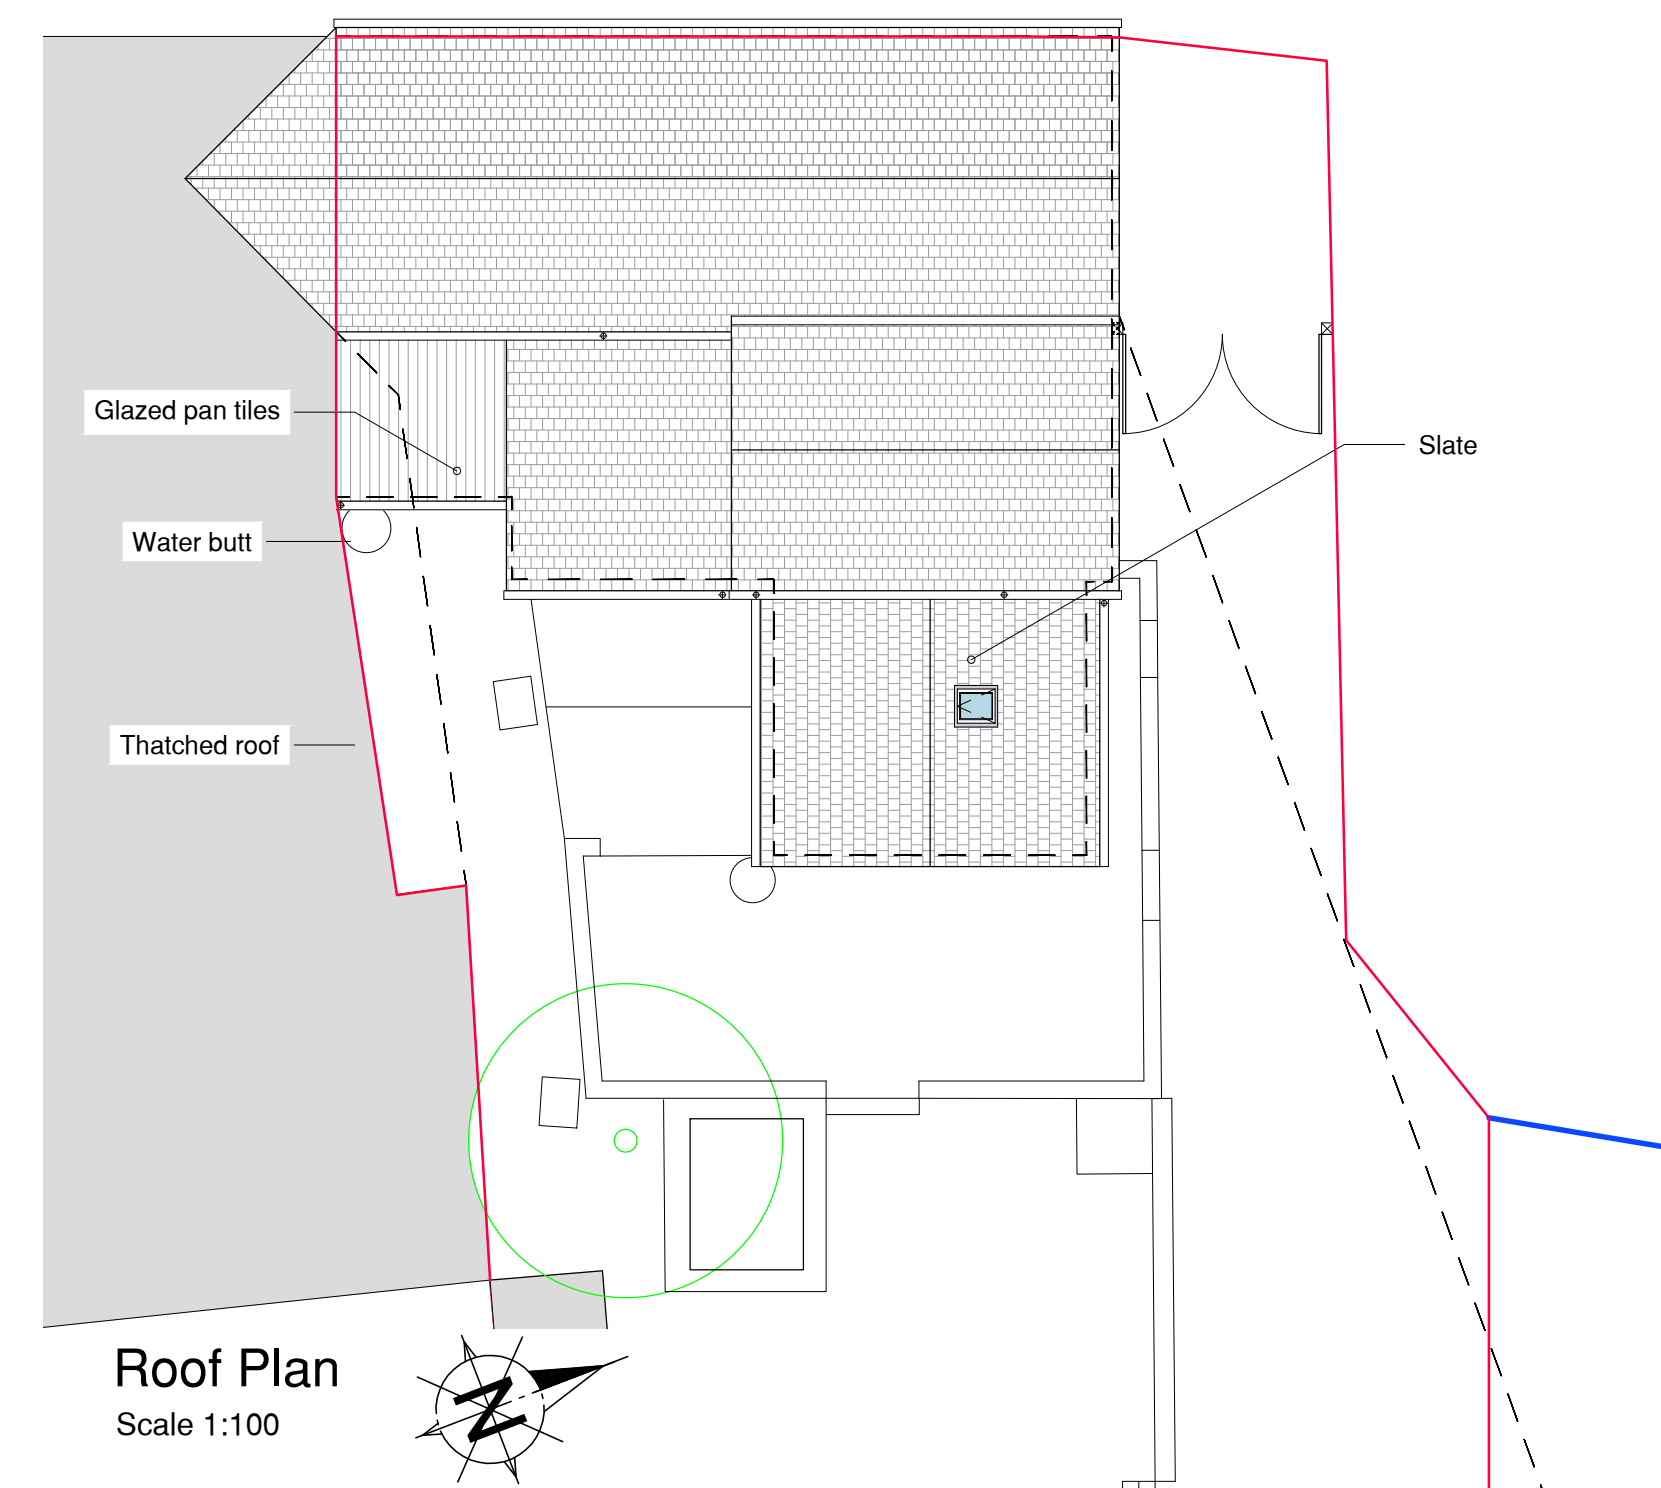 Glazed pan tiles
Slate
Water butt
Thatched roof
Roof Plan
Scale 1:100
N